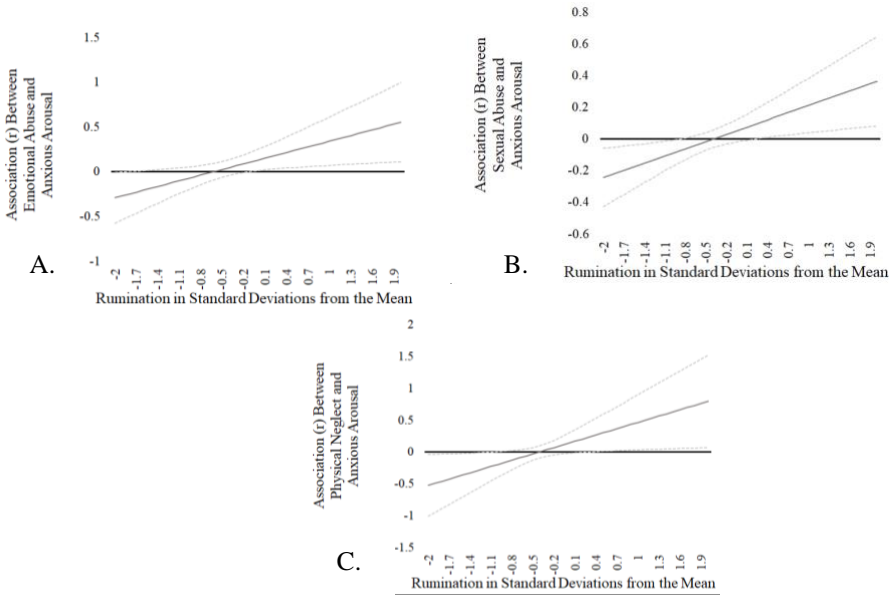 1.5
1
0.5
0
-0.5
-1
Association (r) Between
Emotional Abuse and
Anxious Arousal
-2 -1.7 -1.4 -1.1 -0.8 -0.5 -0.2 0.1 0.4 0.7 1 1.3 1.6 1.9
A.
Rumination in Standard Deviations from the Mean
0.8
0.6
0.4
0.2
0
-0.2
-0.4
-0.6
Association (r) Between
Sexual Abuse and
Anxious Arousal
-2 -1.7 -1.4 -1.1 -0.8 -0.5 -0.2 0.1 0.4 0.7 1 1.3 1.6 1.9
B.
Rumination in Standard Deviations from the Mean
2
1.5
1
0.5
0
-0.5
-1
-1.5
Association (r) Between
Physical Neglect and
Anxious Arousal
-2 -1.7 -1.4 -1.1 -0.8 -0.5 -0.2 0.1 0.4 0.7 1 1.3 1.6 1.9
C.
Rumination in Standard Deviations from the Mean